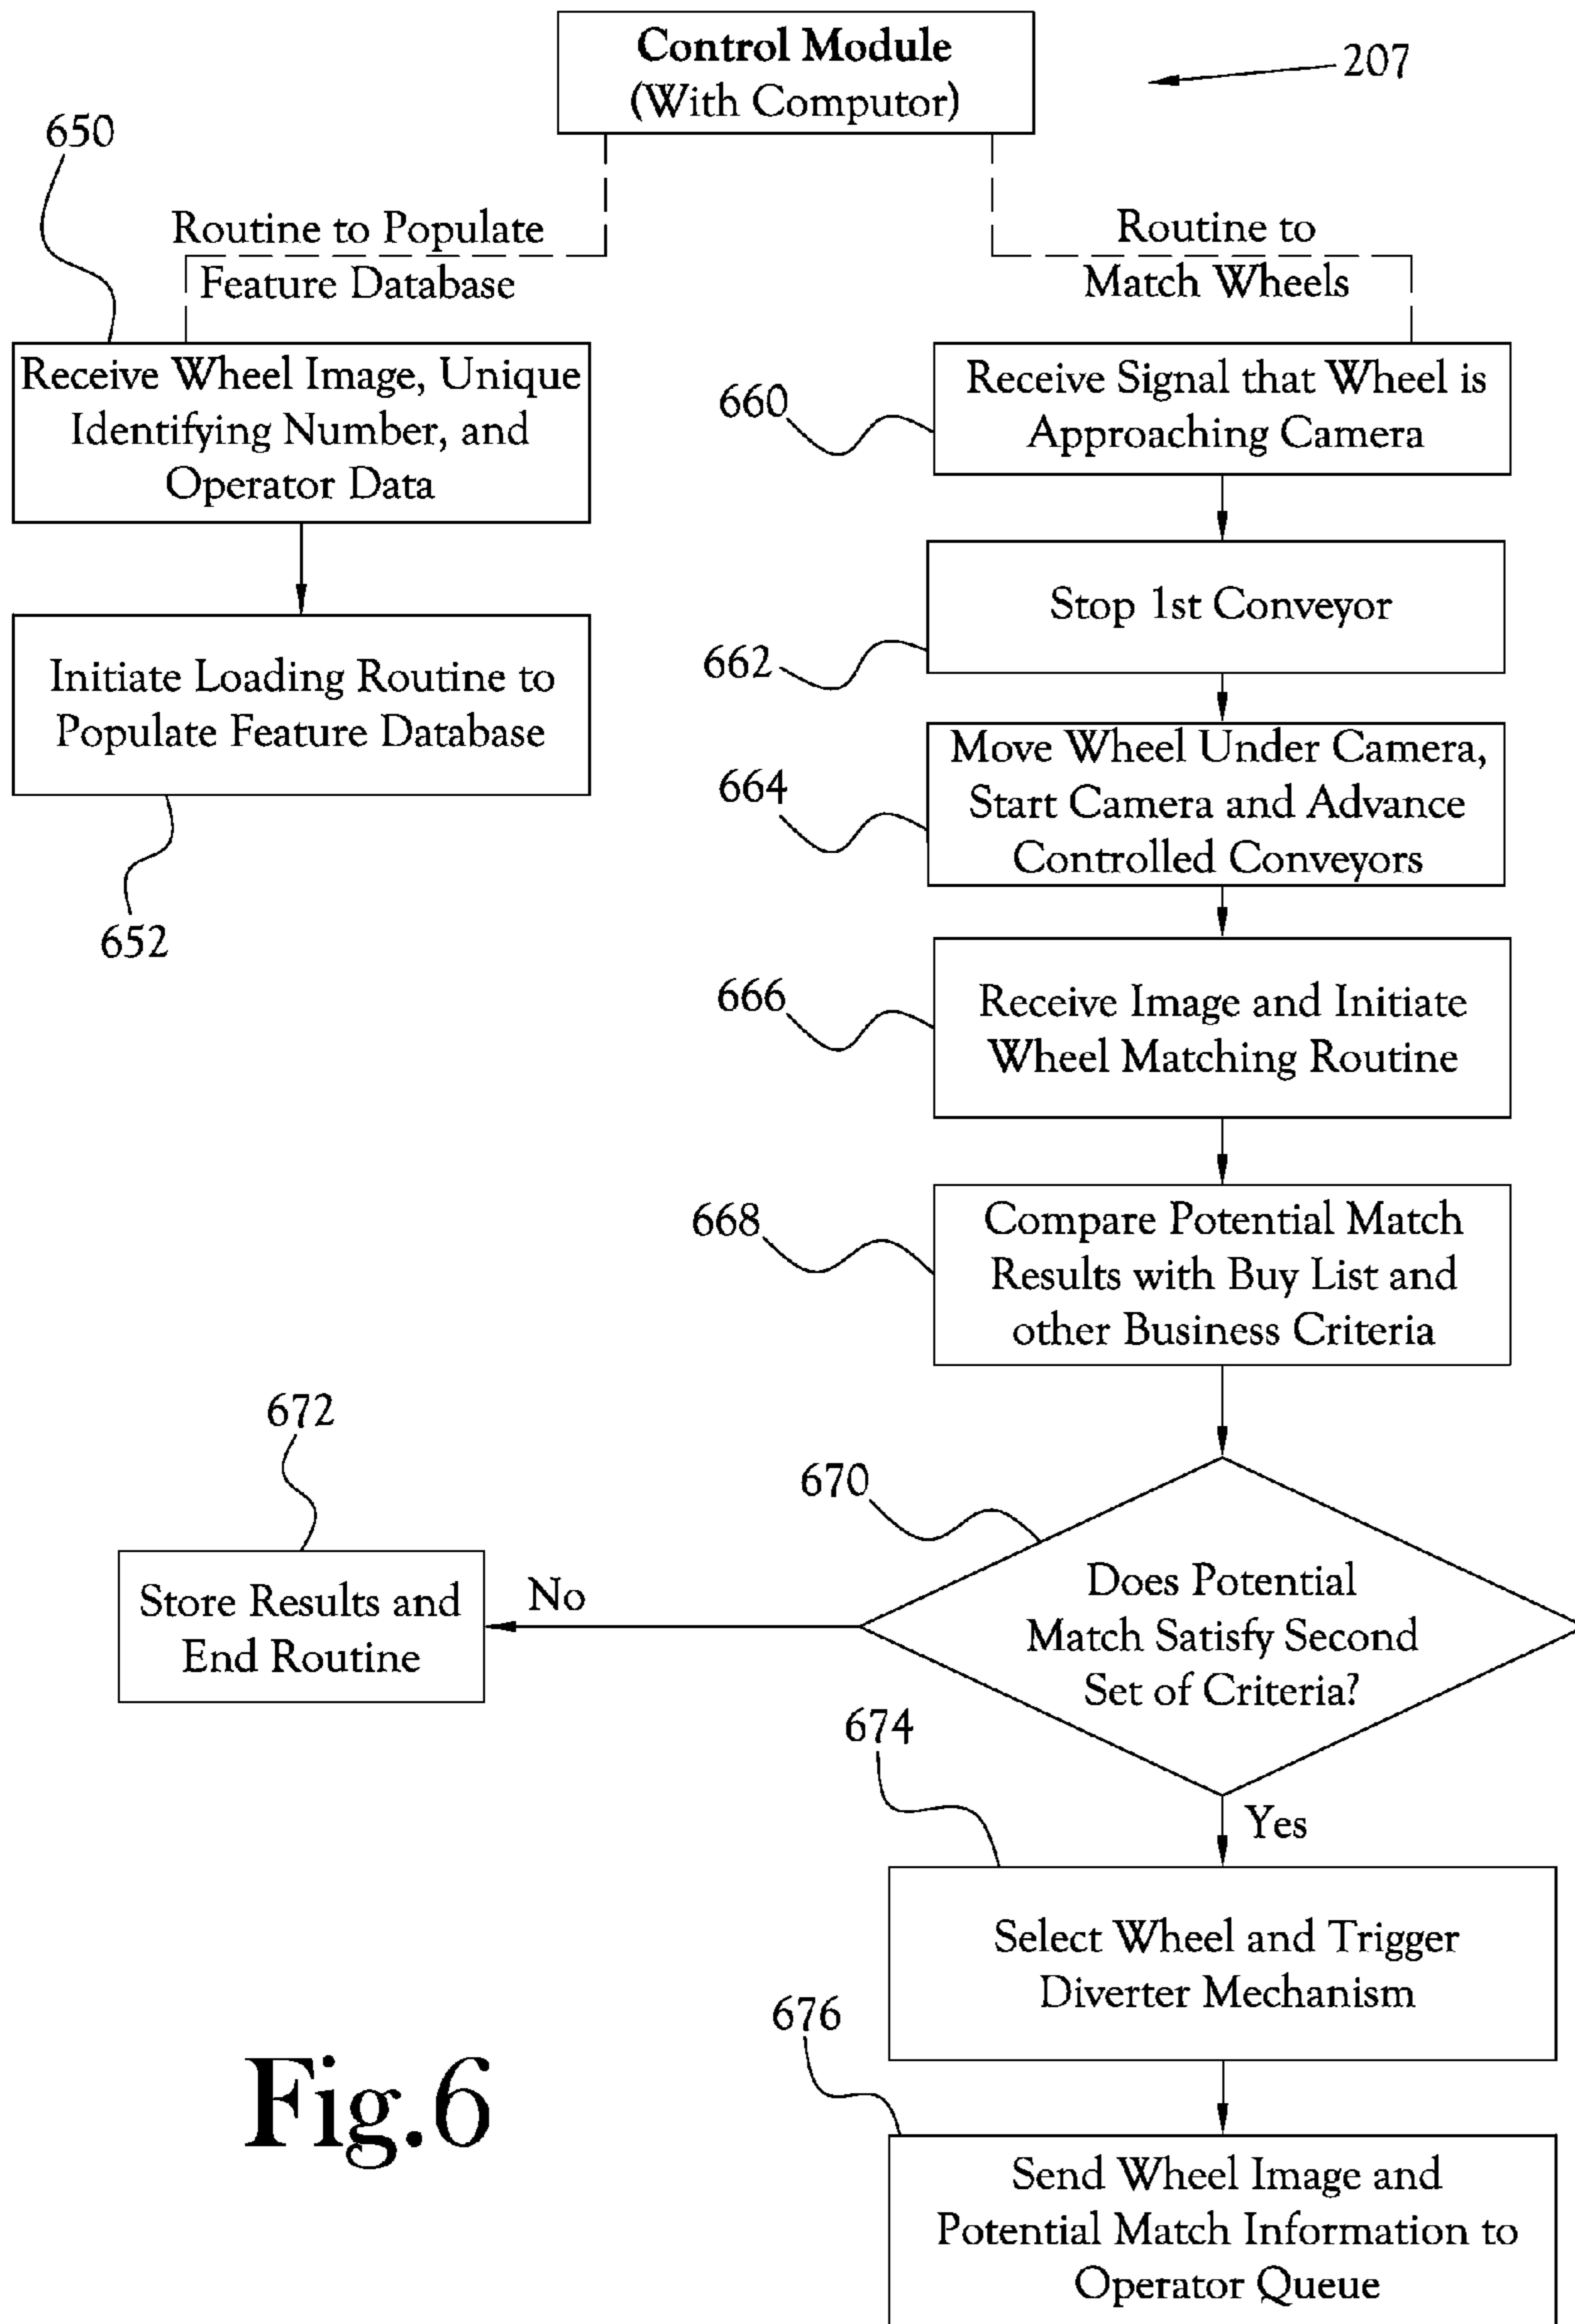 Control Module
(With Computor)
207
650
Routine to Populate
Feature Database
Routine to
Match Wheels
Receive Wheel Image, Unique
Identifying Number, and
Operator Data
660
Receive Signal that Wheel is
Approaching Camera
Initiate Loading Routine to
Populate Feature Database
652
662
Stop 1st Conveyor
664
Move Wheel Under Camera,
Start Camera and Advance
Controlled Conveyors
666
Receive Image and Initiate
Wheel Matching Routine
668
Compare Potential Match
Results with Buy List and
other Business Criteria
670
Does Potential
Match Satisfy Second
Set of Criteria?
No
672
Store Results and
End Routine
Yes
674
Select Wheel and Trigger
Diverter Mechanism
676
Send Wheel Image and
Potential Match Information to
Operator Queue
Fig.6